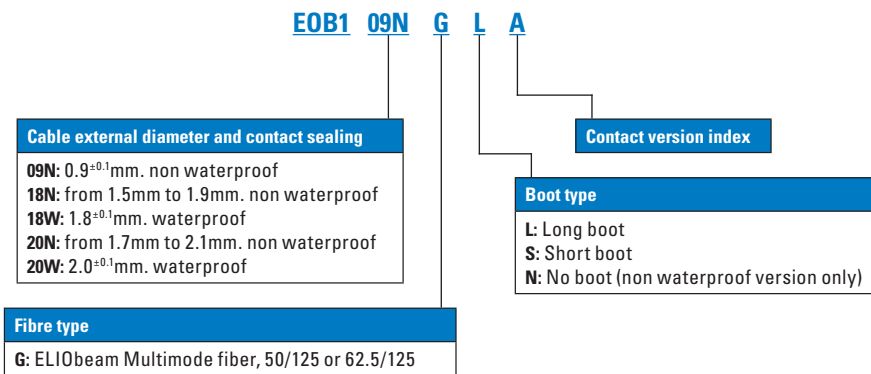 EOB1 09N G L A
Cable external diameter and contact sealing
09N: 0.9±0.1mm. non waterproof
18N: from 1.5mm to 1.9mm. non waterproof
18W: 1.8±0.1mm. waterproof
20N: from 1.7mm to 2.1mm. non waterproof
20W: 2.0±0.1mm. waterproof
Contact version index
Boot type
L: Long boot
S: Short boot
N: No boot (non waterproof version only)
Fibre type
G: ELIObeam Multimode fiber, 50/125 or 62.5/125